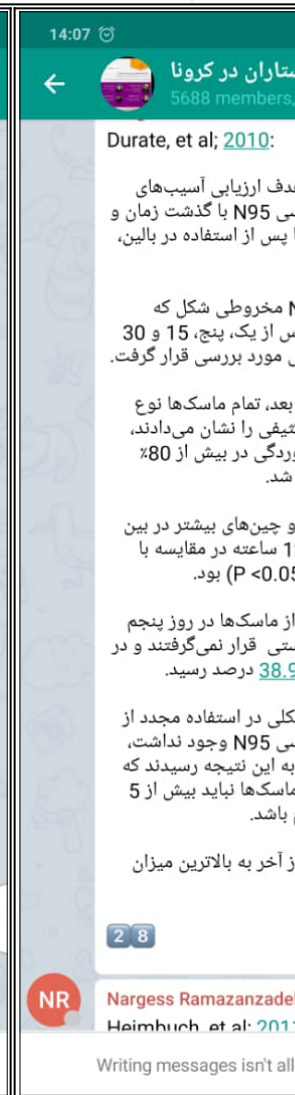 14:07
ستاران در کرونا
5688 members,
Durate, et al; 2010:
هدف ارزیابی آسیب‌های
سی N95 با گذشت زمان و
ا پس از استفاده در بالین،
مخروطی شکل که
س از یک، پنج، 15 و 30
ی مورد بررسی قرار گرفت.
بعد، تمام ماسک‌ها نوع
ثیفی را نشان می‌دادند،
وردگی در بیش از 80٪
شد.
و چین‌های بیشتر در بین
ساعته در مقایسه با
(P <0.05 بود.
از ماسک‌ها در روز پنجم
ستی قرار نمی‌گرفتند و در
38.9 درصد رسید.
کلی در استفاده مجدد از
سی N95 وجود نداشت،
به این نتیجه رسیدند که
ماسک‌ها نباید بیش از 5
باشد.
ز آخر به بالاترین میزان
2 8
NR
Nargess Ramazanzadeh
Heimbuch, et al; 201
Writing messages isn't all